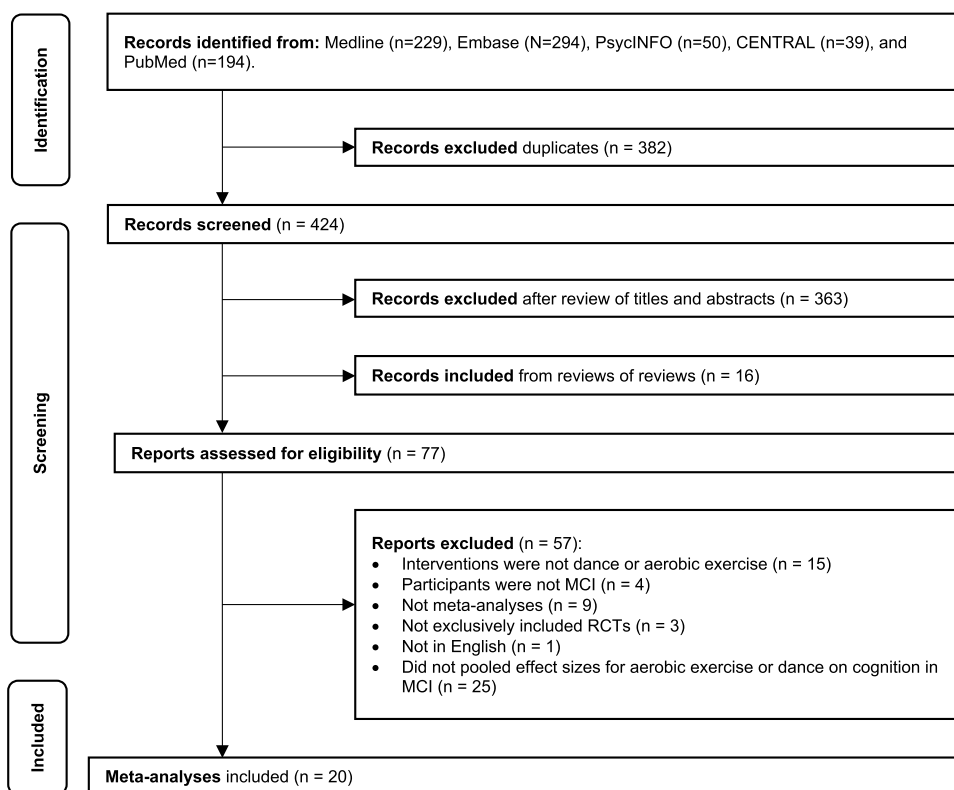 Identification
Records identified from: Medline (n=229), Embase (N=294), PsycINFO (n=50), CENTRAL (n=39), and
PubMed (n=194).
Records excluded duplicates (n = 382)
Screening
Records screened (n = 424)
Records excluded after review of titles and abstracts (n = 363)
Records included from reviews of reviews (n = 16)
Reports assessed for eligibility (n = 77)
Reports excluded (n = 57):
• Interventions were not dance or aerobic exercise (n = 15)
• Participants were not MCI (n = 4)
• Not meta-analyses (n = 9)
• Not exclusively included RCTs (n = 3)
• Not in English (n = 1)
• Did not pooled effect sizes for aerobic exercise or dance on cognition in
MCI (n = 25)
Included
Meta-analyses included (n = 20)